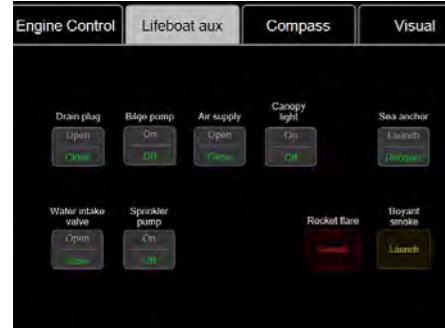 Engine Control Lifeboat aux Compass Visual
Canopy
Drain plug Bilge pump Air supply light Sea anchor
Open On Open On Launch
Close Off Close Off Recover
Water intake Sprinkler Boyant
valve pump Rocket flare smoke
Open On
Close Off Launch Launch